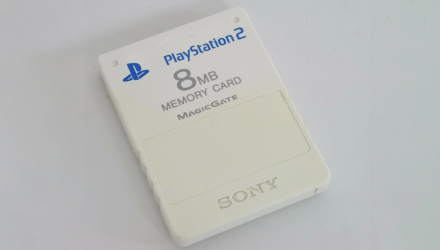 PlayStation 2
8MB
MEMORY CARD
MAGICGATE
SONY